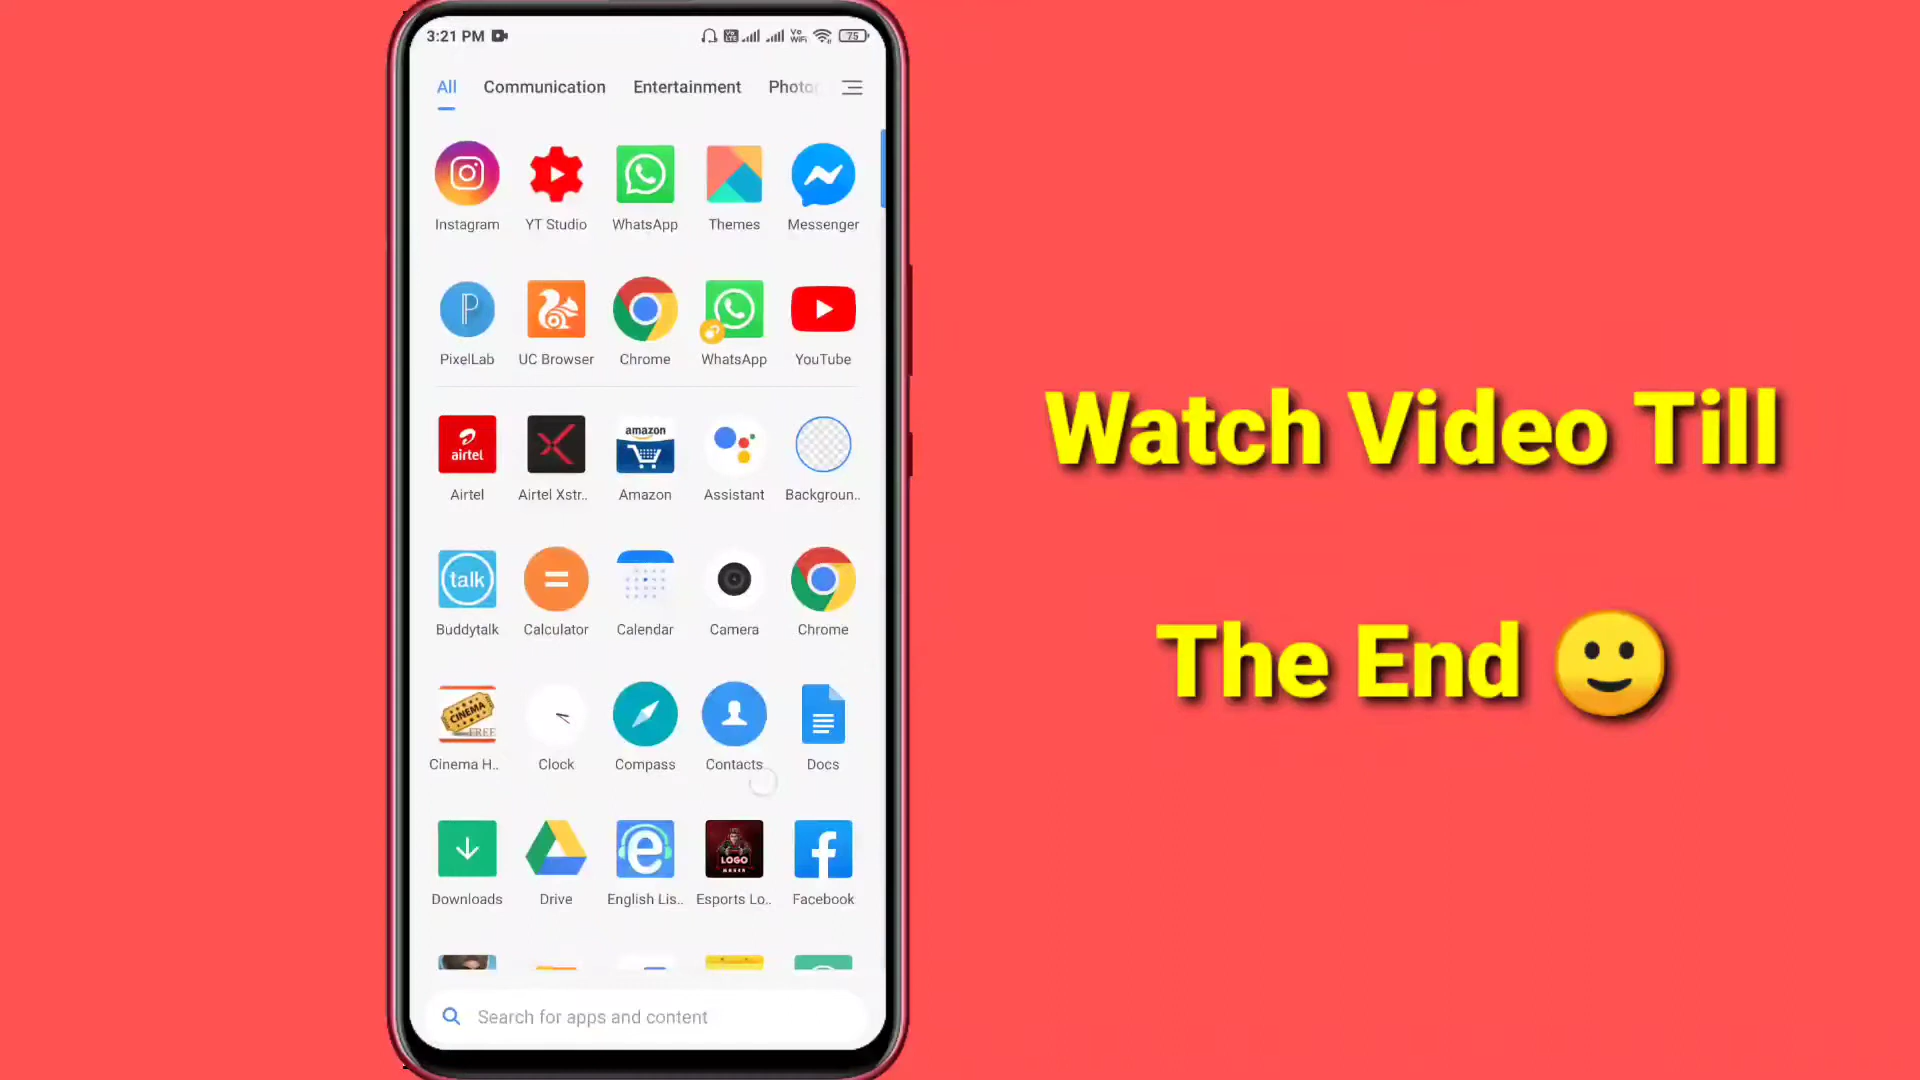 3:21 PM
75
All Communication Entertainment Photo
Instagram YT Studio WhatsApp Themes Messenger
PixelLab UC Browser Chrome WhatsApp YouTube
airtel
amazon
Airtel Airtel Xstr.. Amazon Assistant Backgroun..
talk
Buddytalk Calculator Calendar Camera Chrome
CINEMA
FREE
Cinema H.. Clock Compass Contacts Docs
LOGO
MAKER
Downloads Drive English Lis.. Esports Lo.. Facebook
Search for apps and content
Watch Video Till
The End 🙂